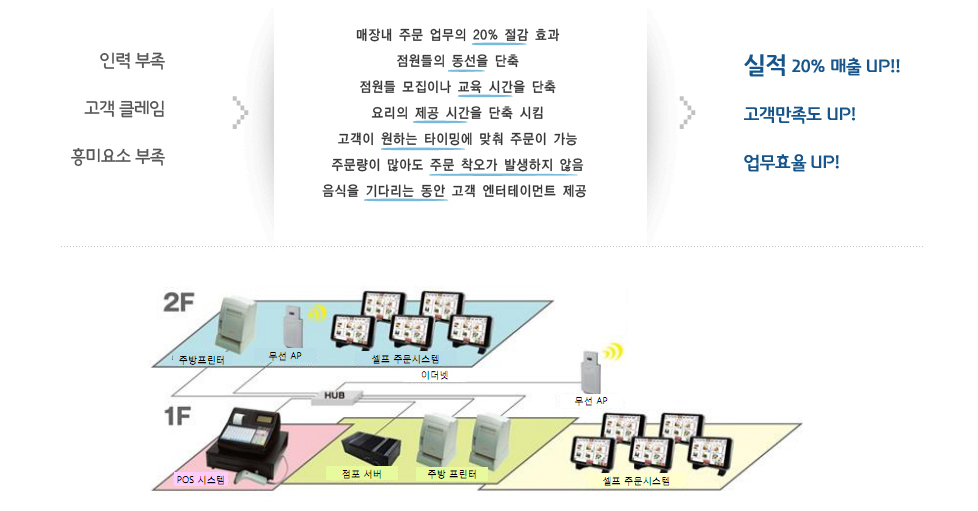 인력 부족
고객 클레임
흥미요소 부족
매장내 주문 업무의 20% 절감 효과
점원들의 동선을 단축
점원들 모집이나 교육 시간을 단축
요리의 제공 시간을 단축 시킴
고객이 원하는 타이밍에 맞춰 주문이 가능
주문량이 많아도 주문 착오가 발생하지 않음
음식을 기다리는 동안 고객 엔터테이먼트 제공
실적 20% 매출 UP!!
고객만족도 UP!
업무효율 UP!
2F
주방프린터
무선 AP
셀프 주문시스템
이더넷
HUB
무선 AP
1F
POS 시스템
점포 서버
주방 프린터
셀프 주문시스템